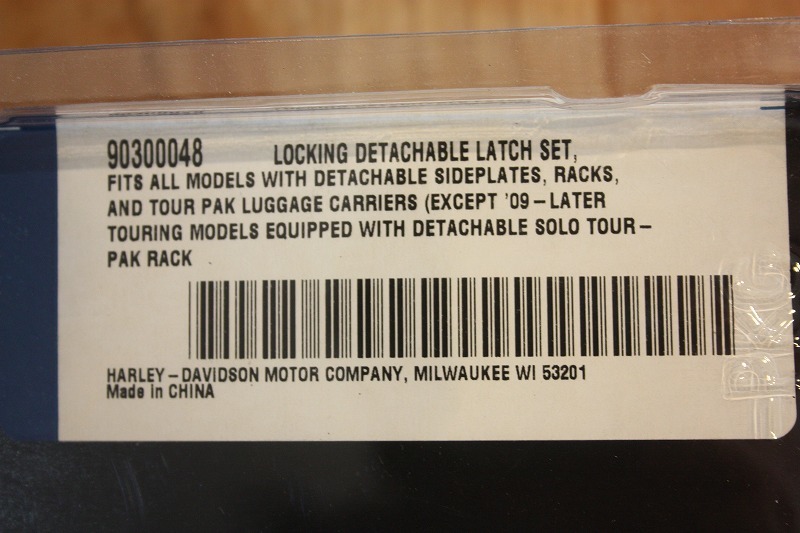 90300048 LOCKING DETACHABLE LATCH SET,
FITS ALL MODELS WITH DETACHABLE SIDEPLATES, RACKS,
AND TOUR PAK LUGGAGE CARRIERS (EXCEPT '09-LATER
TOURING MODELS EQUIPPED WITH DETACHABLE SOLO TOUR-
PAK RACK
HARLEY-DAVIDSON MOTOR COMPANY, MILWAUKEE WI 53201
Made in CHINA
PKG